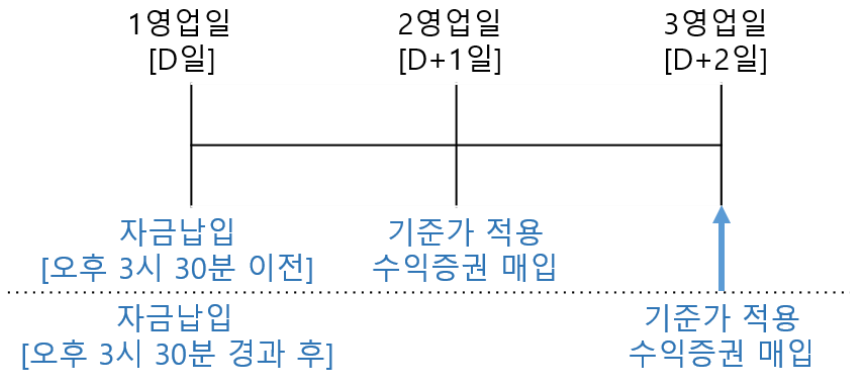 1영업일
[D일]
2영업일
[D+1일]
3영업일
[D+2일]
자금납입
[오후 3시 30분 이전]
기준가 적용
수익증권 매입
자금납입
[오후 3시 30분 경과 후]
기준가 적용
수익증권 매입